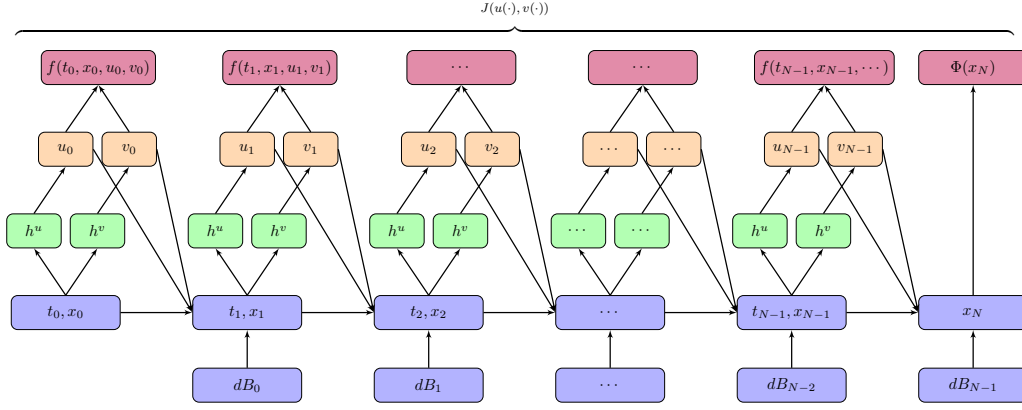 J(u(·), v(·))
f(t₀, x₀, u₀, v₀) f(t₁, x₁, u₁, v₁) ··· ··· f(t_{N−1}, x_{N−1}, ···) Φ(x_N)
u₀ v₀ u₁ v₁ u₂ v₂ ··· ··· u_{N−1} v_{N−1}
h^u h^v h^u h^v h^u h^v ··· ··· h^u h^v
t₀, x₀ t₁, x₁ t₂, x₂ ··· t_{N−1}, x_{N−1} x_N
dB₀ dB₁ ··· dB_{N−2} dB_{N−1}